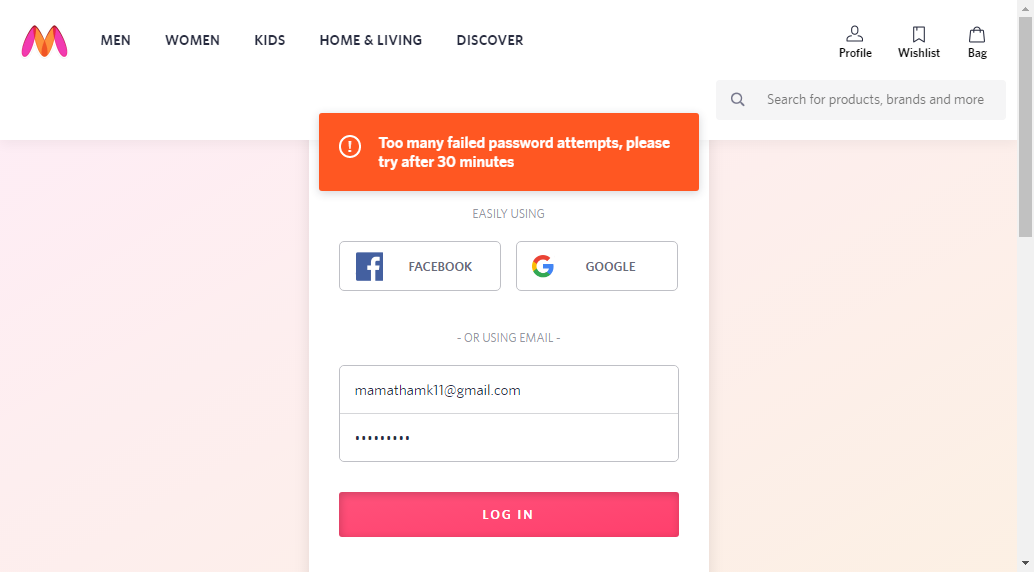 MEN WOMEN KIDS HOME & LIVING DISCOVER
Profile Wishlist Bag
Search for products, brands and more
Too many failed password attempts, please
try after 30 minutes
EASILY USING
FACEBOOK GOOGLE
- OR USING EMAIL -
mamathamk11@gmail.com
•••••••••
LOG IN